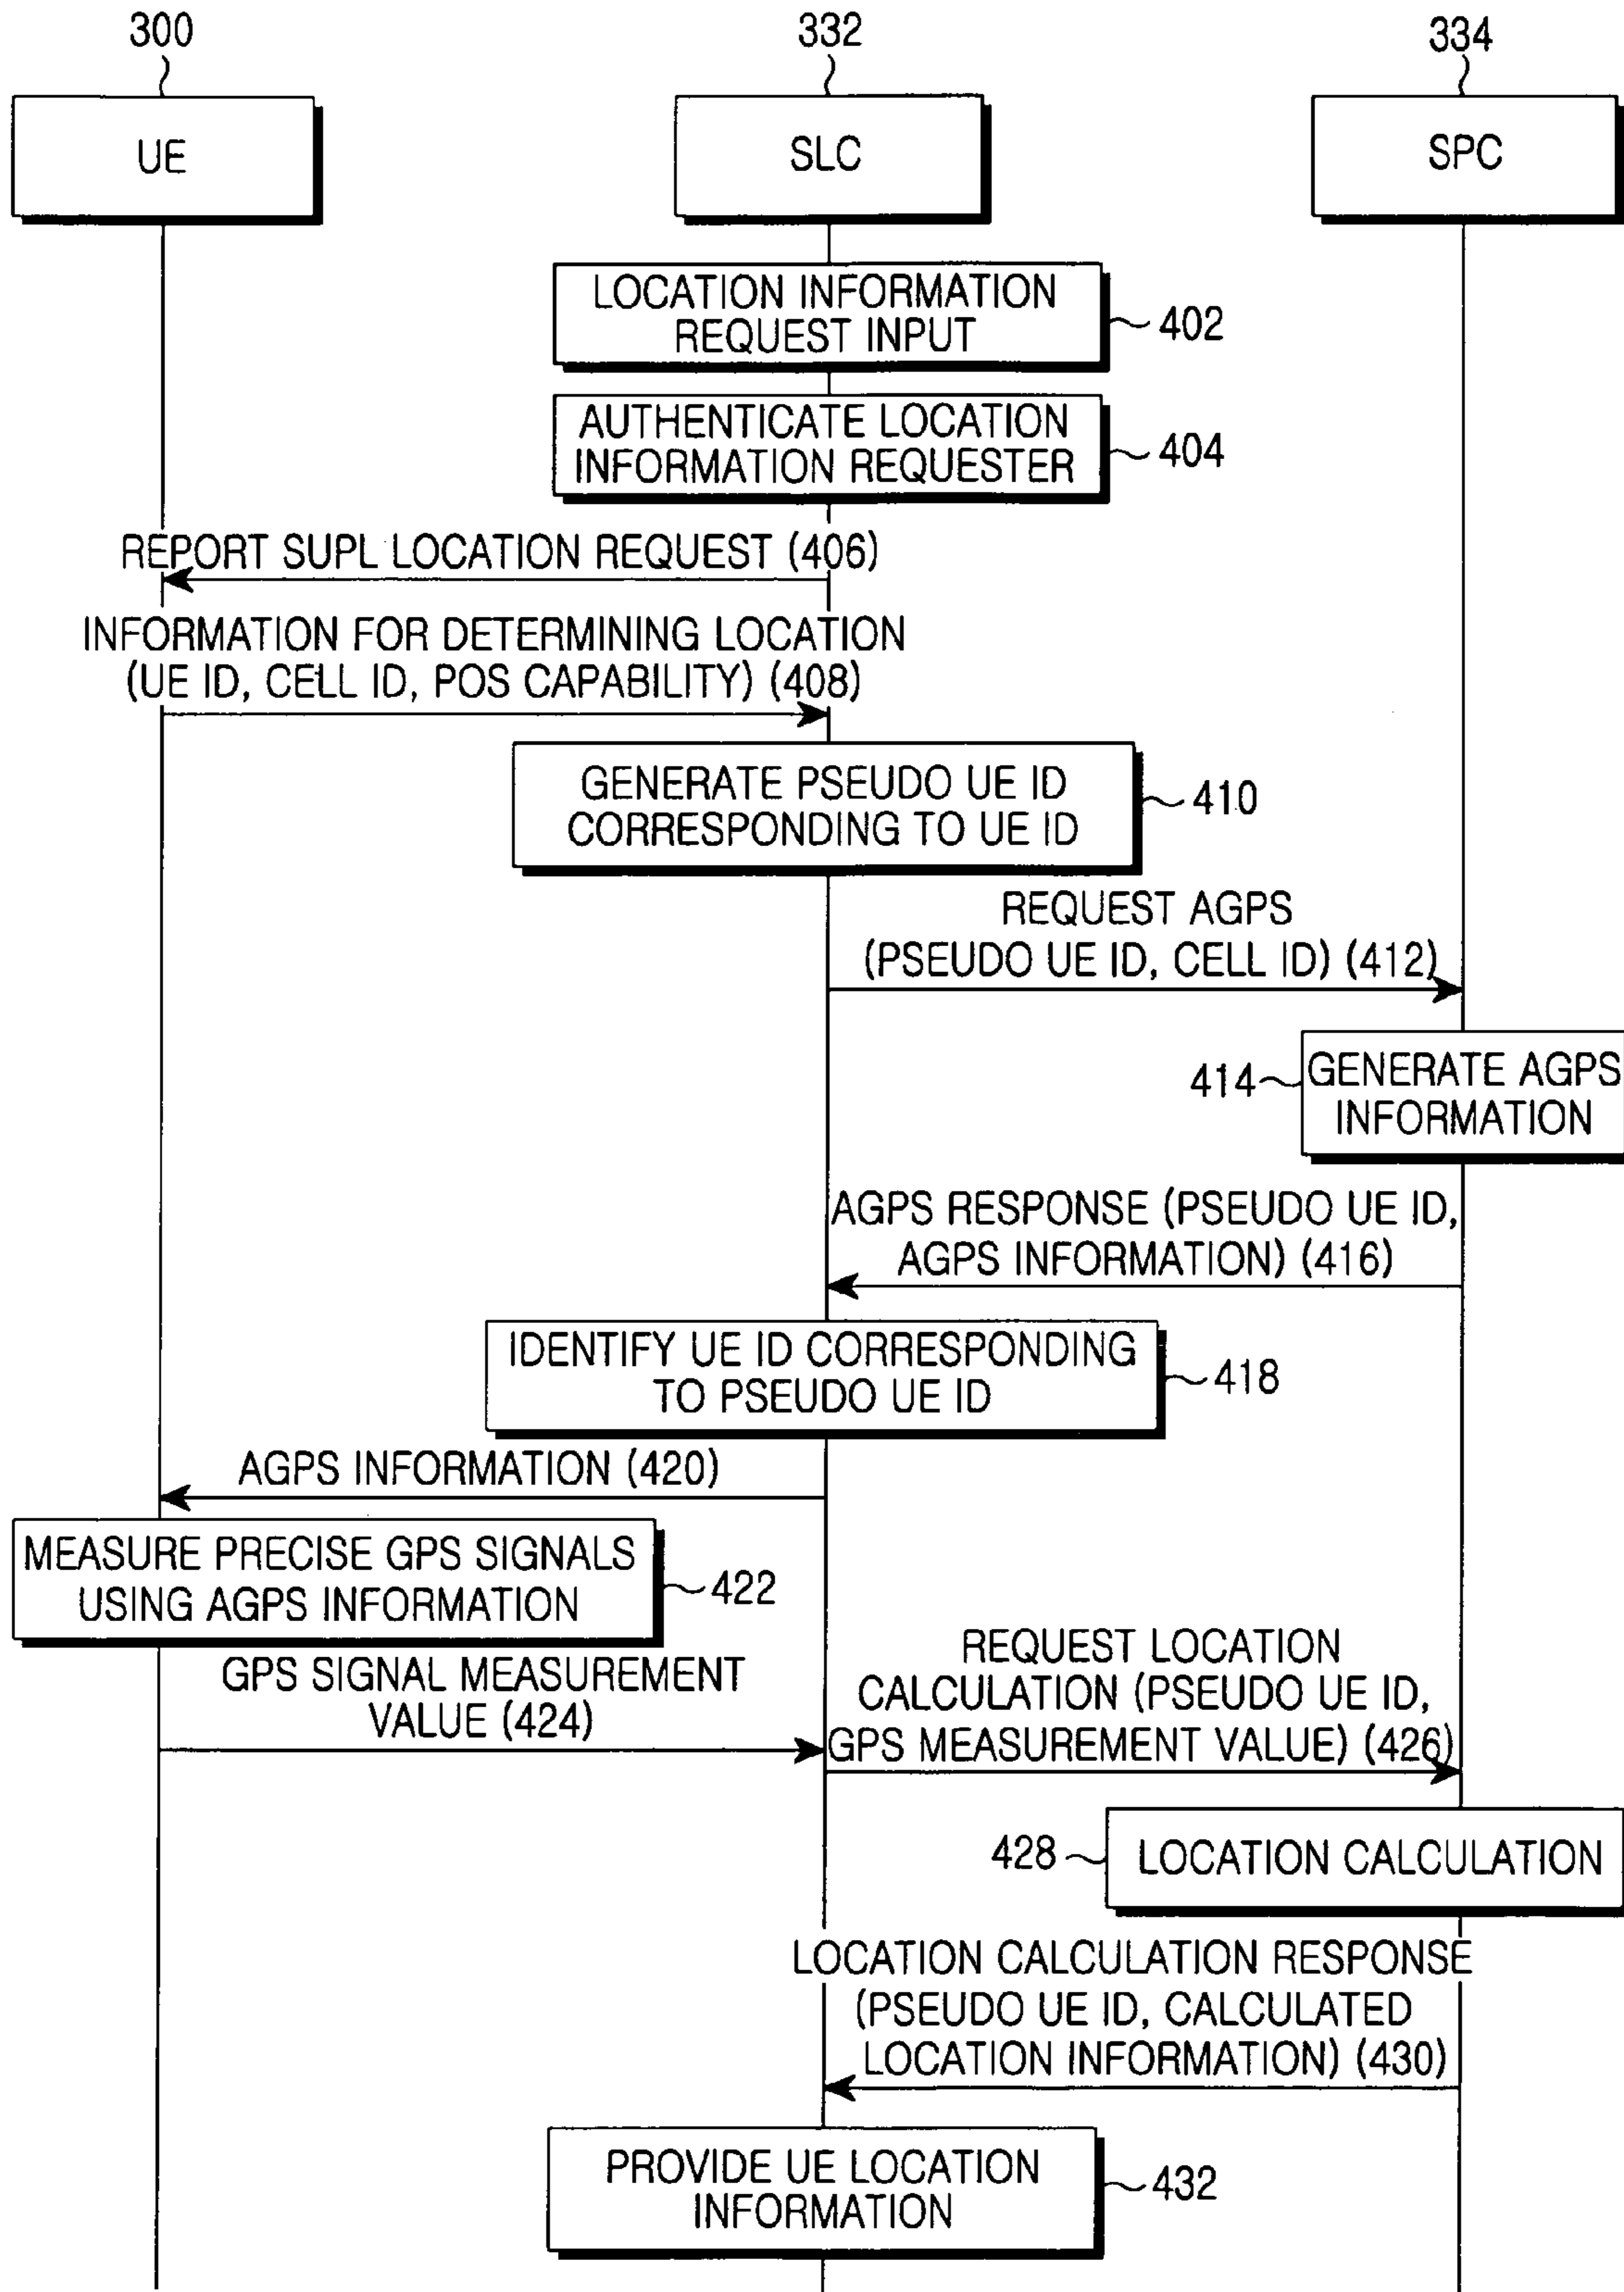 300
332
334
UE
SLC
SPC
LOCATION INFORMATION
REQUEST INPUT
402
AUTHENTICATE LOCATION
INFORMATION REQUESTER
404
REPORT SUPL LOCATION REQUEST (406)
INFORMATION FOR DETERMINING LOCATION
(UE ID, CELL ID, POS CAPABILITY) (408)
GENERATE PSEUDO UE ID
CORRESPONDING TO UE ID
410
REQUEST AGPS
(PSEUDO UE ID, CELL ID) (412)
414
GENERATE AGPS
INFORMATION
AGPS RESPONSE (PSEUDO UE ID,
AGPS INFORMATION) (416)
IDENTIFY UE ID CORRESPONDING
TO PSEUDO UE ID
418
AGPS INFORMATION (420)
MEASURE PRECISE GPS SIGNALS
USING AGPS INFORMATION
422
GPS SIGNAL MEASUREMENT
VALUE (424)
REQUEST LOCATION
CALCULATION (PSEUDO UE ID,
GPS MEASUREMENT VALUE) (426)
428
LOCATION CALCULATION
LOCATION CALCULATION RESPONSE
(PSEUDO UE ID, CALCULATED
LOCATION INFORMATION) (430)
PROVIDE UE LOCATION
INFORMATION
432